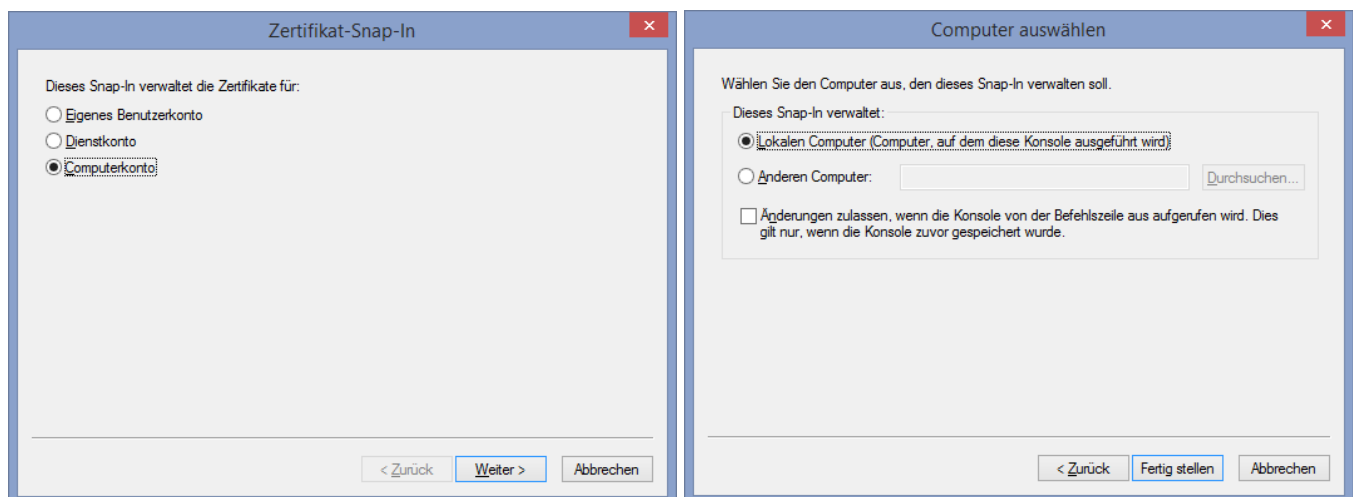 Zertifikat-Snap-In
Dieses Snap-In verwaltet die Zertifikate für:
Eigenes Benutzerkonto
Dienstkonto
Computerkonto
< Zurück
Weiter >
Abbrechen
Computer auswählen
Wählen Sie den Computer aus, den dieses Snap-In verwalten soll.
Dieses Snap-In verwaltet:
Lokalen Computer (Computer, auf dem diese Konsole ausgeführt wird)
Anderen Computer:
Durchsuchen...
Änderungen zulassen, wenn die Konsole von der Befehlszeile aus aufgerufen wird. Dies
gilt nur, wenn die Konsole zuvor gespeichert wurde.
< Zurück
Fertig stellen
Abbrechen